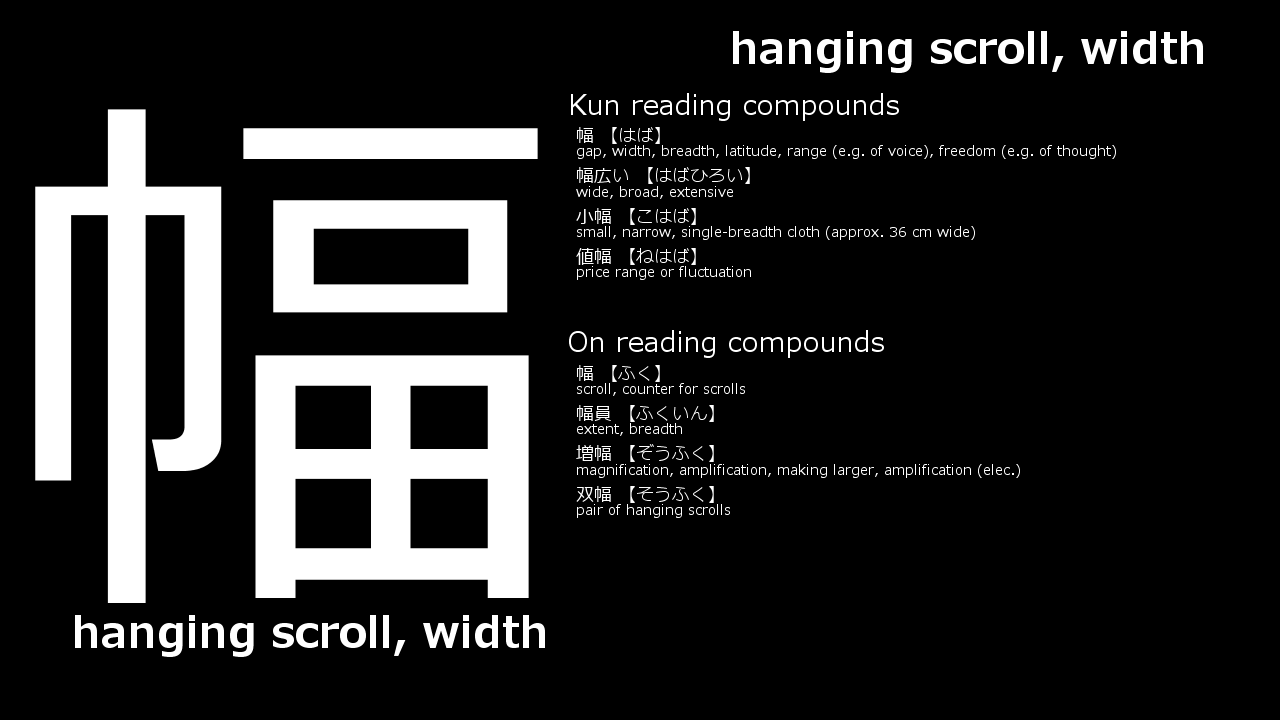 hanging scroll, width
幅
hanging scroll, width
Kun reading compounds
幅 【はば】
gap, width, breadth, latitude, range (e.g. of voice), freedom (e.g. of thought)
幅広い 【はばひろい】
wide, broad, extensive
小幅 【こはば】
small, narrow, single-breadth cloth (approx. 36 cm wide)
値幅 【ねはば】
price range or fluctuation
On reading compounds
幅 【ふく】
scroll, counter for scrolls
幅員 【ふくいん】
extent, breadth
増幅 【ぞうふく】
magnification, amplification, making larger, amplification (elec.)
双幅 【そうふく】
pair of hanging scrolls